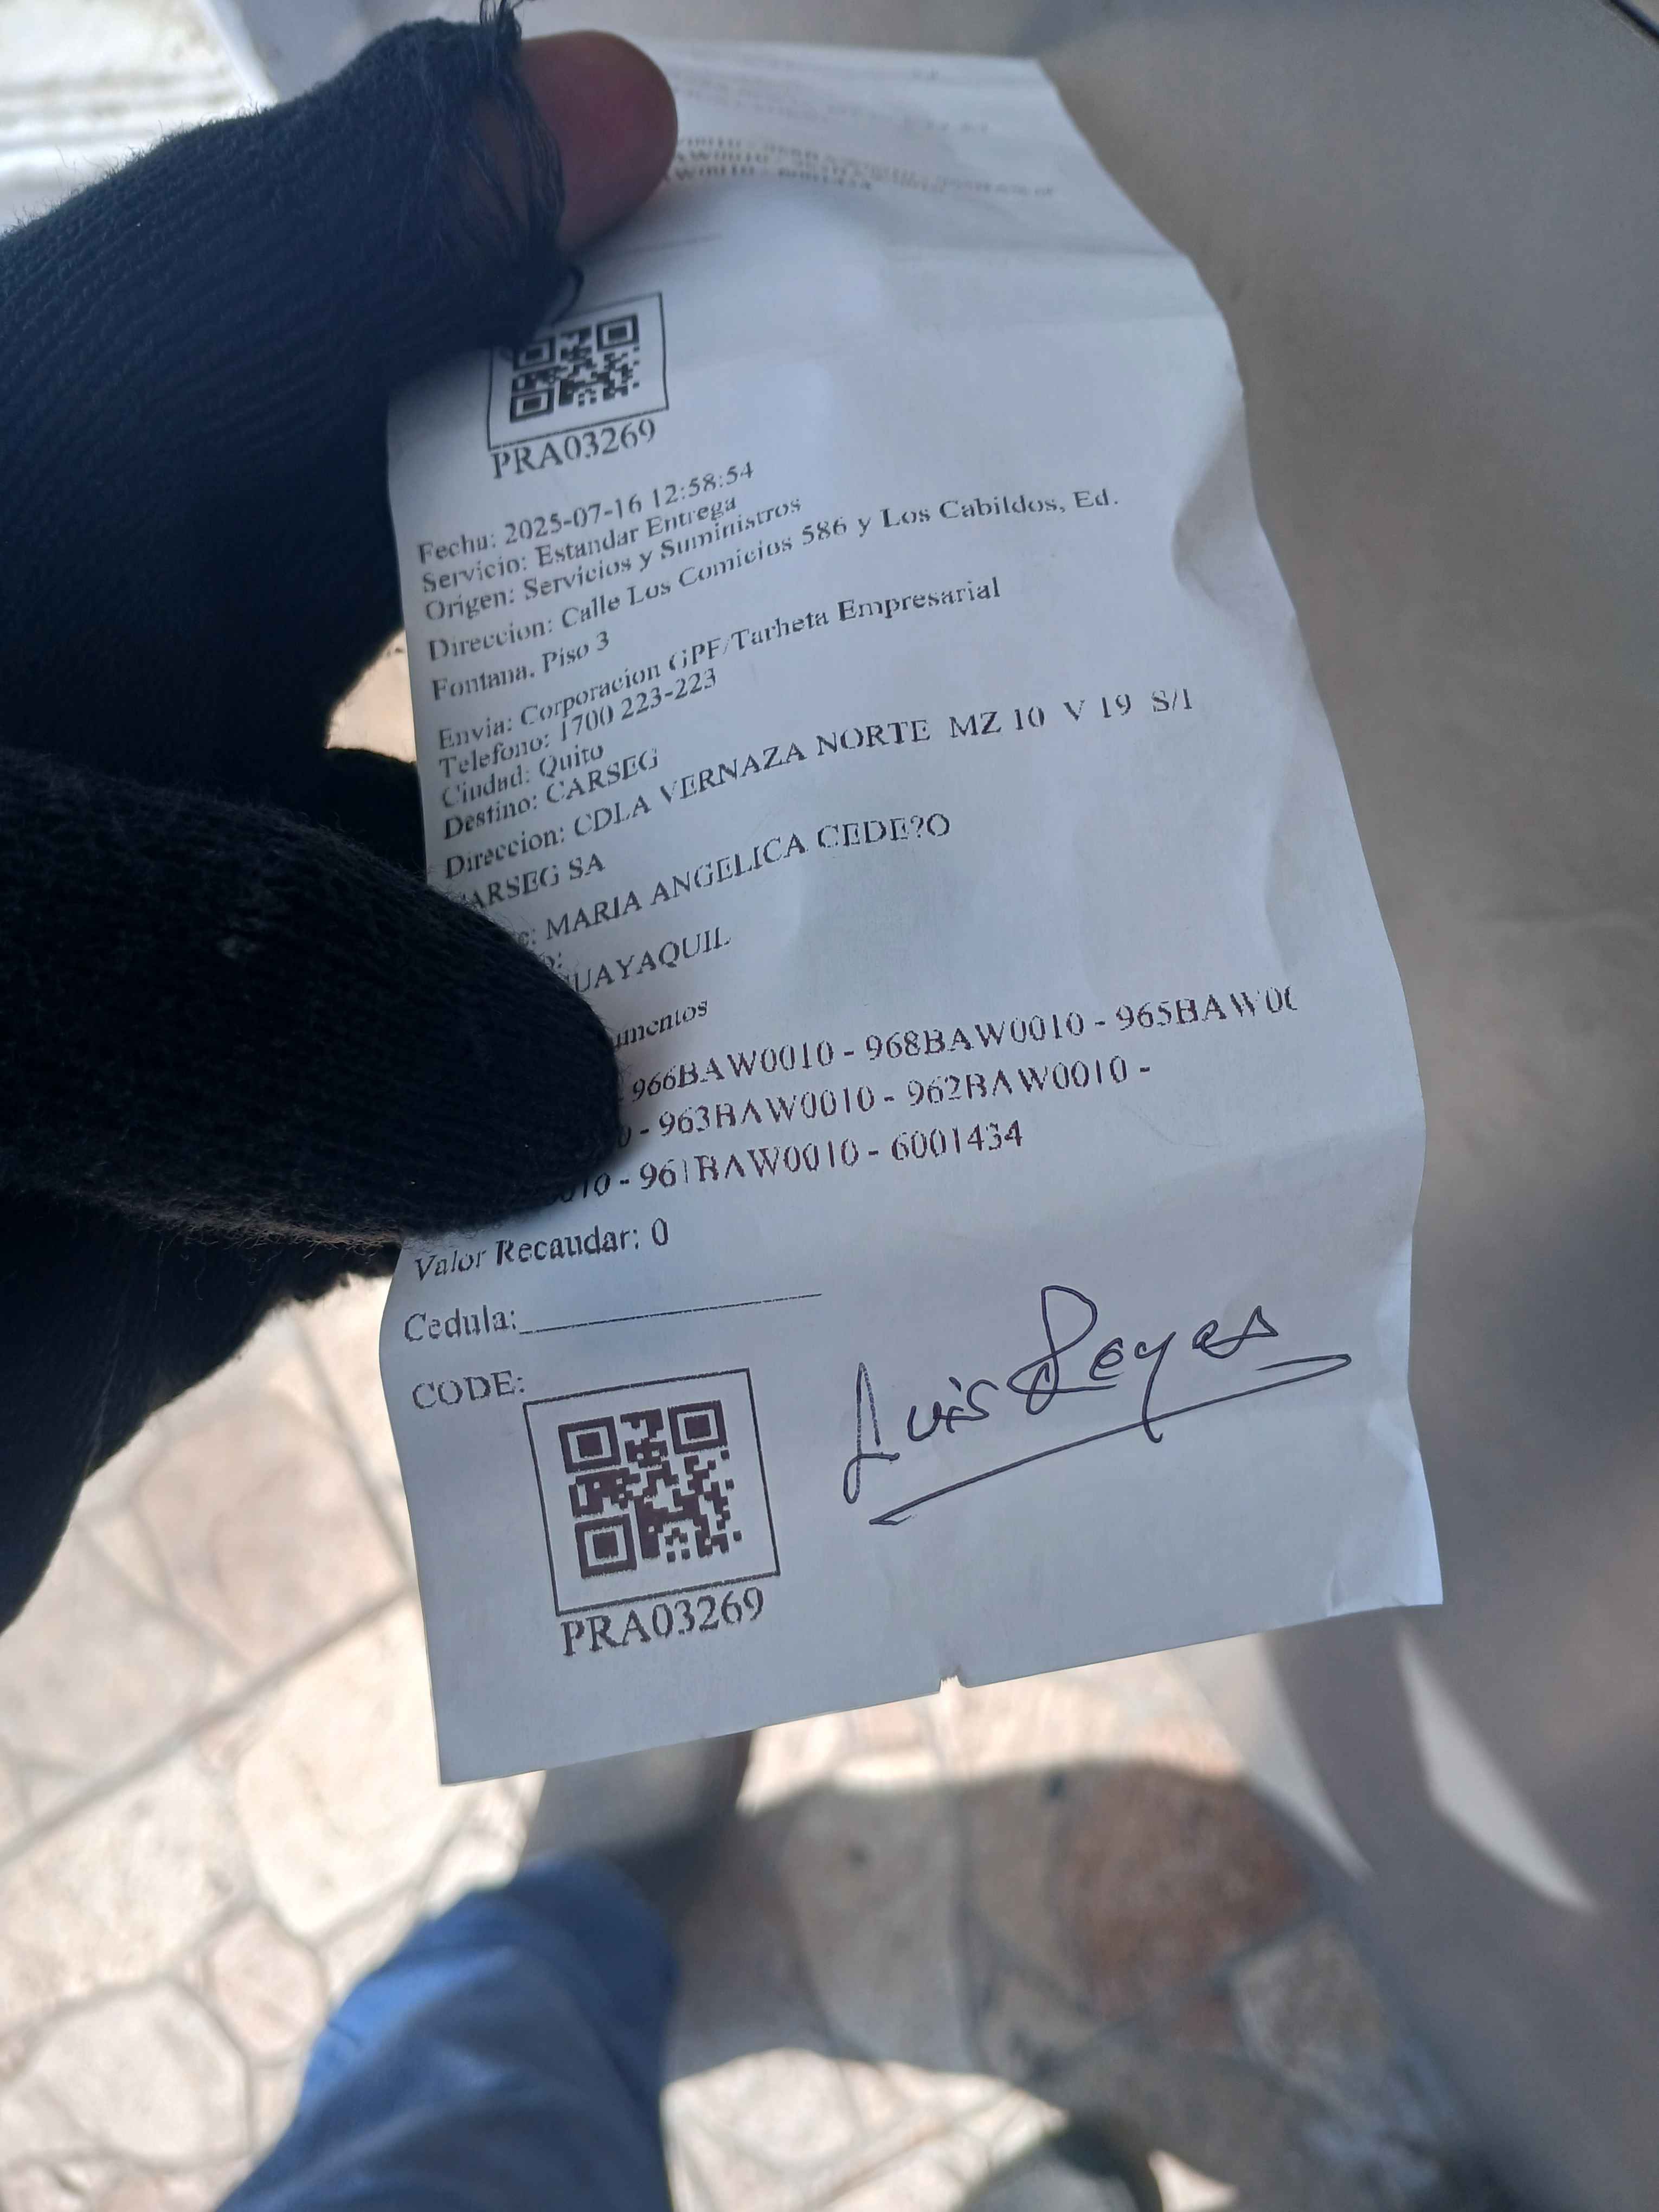 PRA03269
Fecha: 2025-07-16 12:58:54
Servicio: Estandar Entrega
Origen: Servicios y Suministros
Direccion: Calle Los Comicios 586 y Los Cabildos, Ed.
Fontana. Piso 3
Envia: Corporacion GPF/Tarheta Empresarial
Telefono: 1700 223-223
Ciudad: Quito
Destino: CARSEG
Direccion: CDLA VERNAZA NORTE MZ 10 V 19 S/I
ARSEG SA
e: MARIA ANGELICA CEDE?O
o:
UAYAQUIL
umentos
966BAW0010 - 968BAW0010 - 965BAW0
- 963BAW0010 - 962BAW0010 -
010 - 961BAW0010 - 6001434
Valor Recaudar: 0
Cedula:
CODE:
Luis Reyes
PRA03269